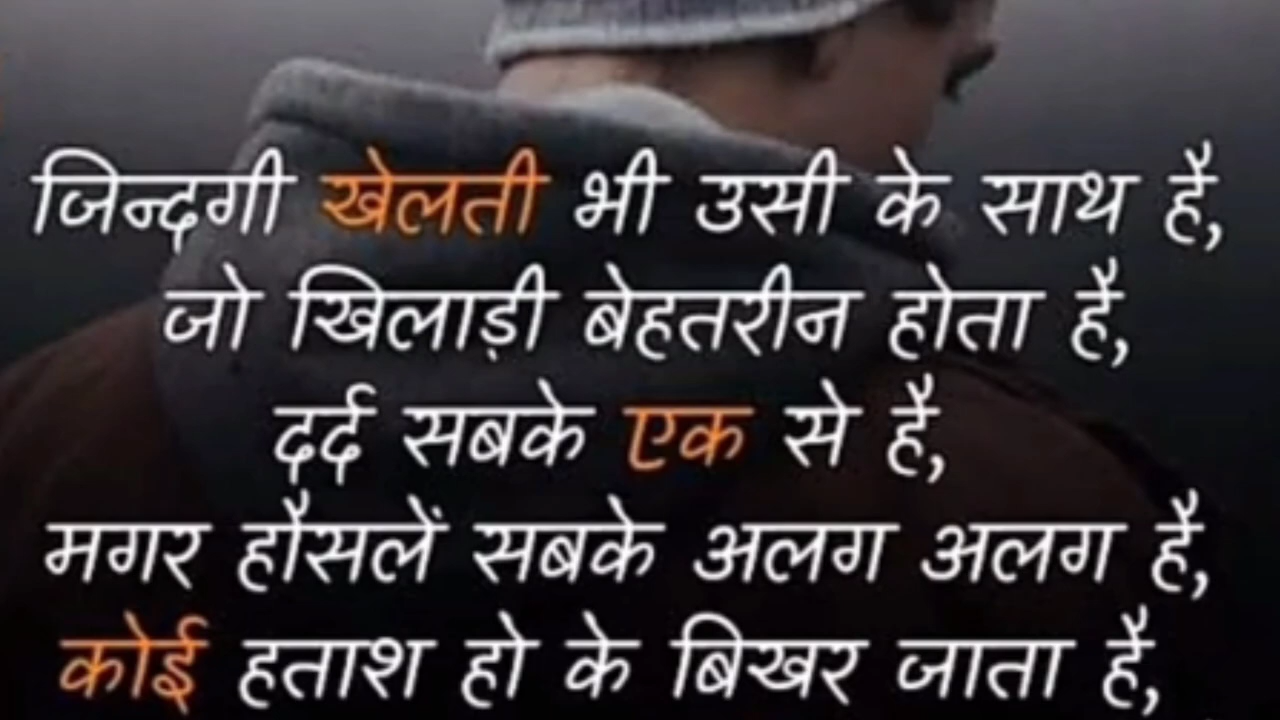 जिन्दगी खेलती भी उसी के साथ है,
जो खिलाड़ी बेहतरीन होता है,
दर्द सबके एक से है,
मगर हौसलें सबके अलग अलग है,
कोई हताश हो के बिखर जाता है,